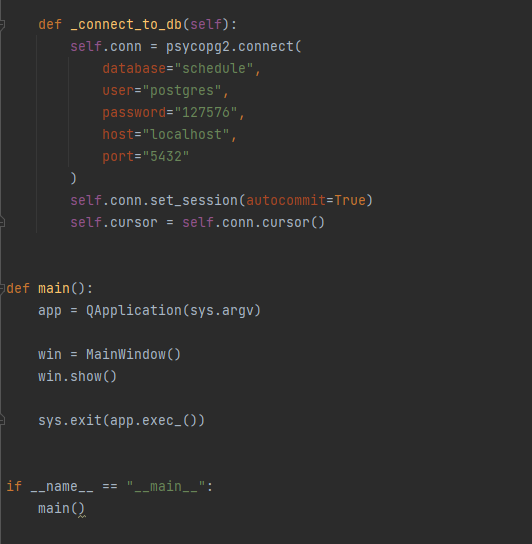 def _connect_to_db(self):
self.conn = psycopg2.connect(
database="schedule",
user="postgres",
password="127576",
host="localhost",
port="5432"
)
self.conn.set_session(autocommit=True)
self.cursor = self.conn.cursor()
def main():
app = QApplication(sys.argv)
win = MainWindow()
win.show()
sys.exit(app.exec_())
if __name__ == "__main__":
main()